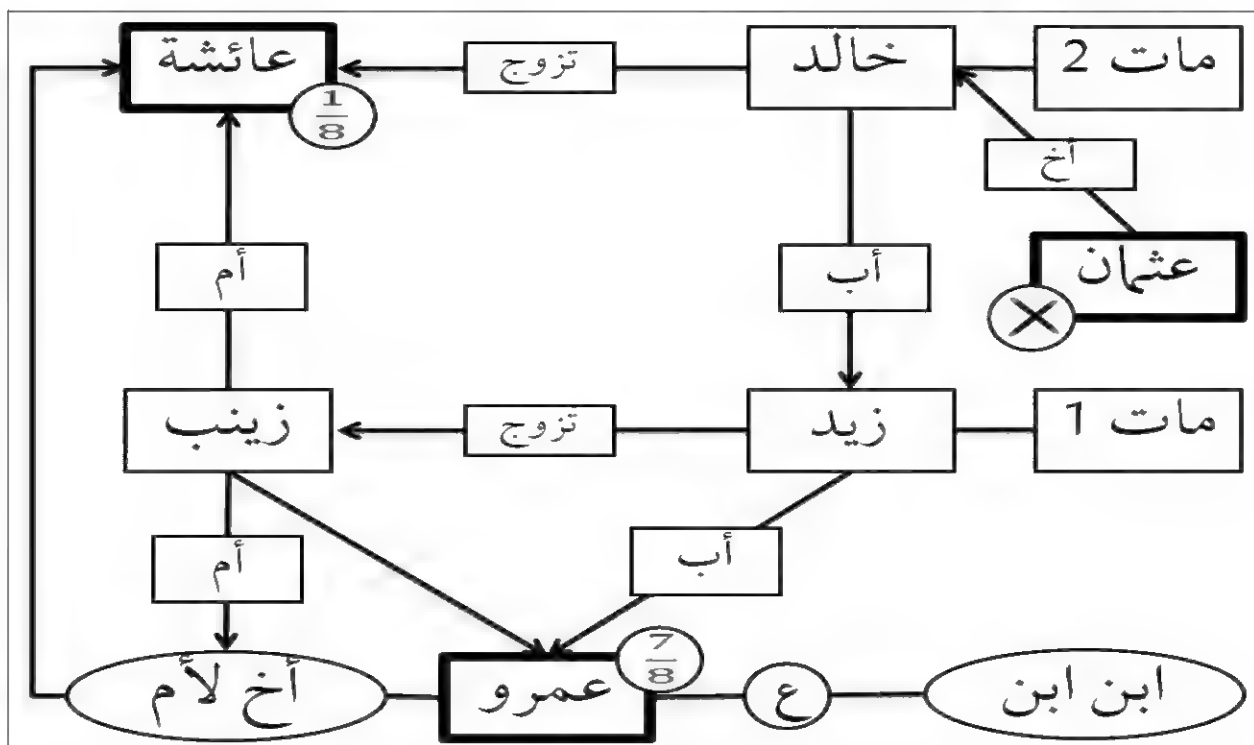 مات 2
خالد
تزوج
عائشة
1/8
أخ
عثمان
أب
أم
مات 1
زيد
تزوج
زينب
أب
أم
ابن ابن
ع
عمرو
7/8
أخ لأم